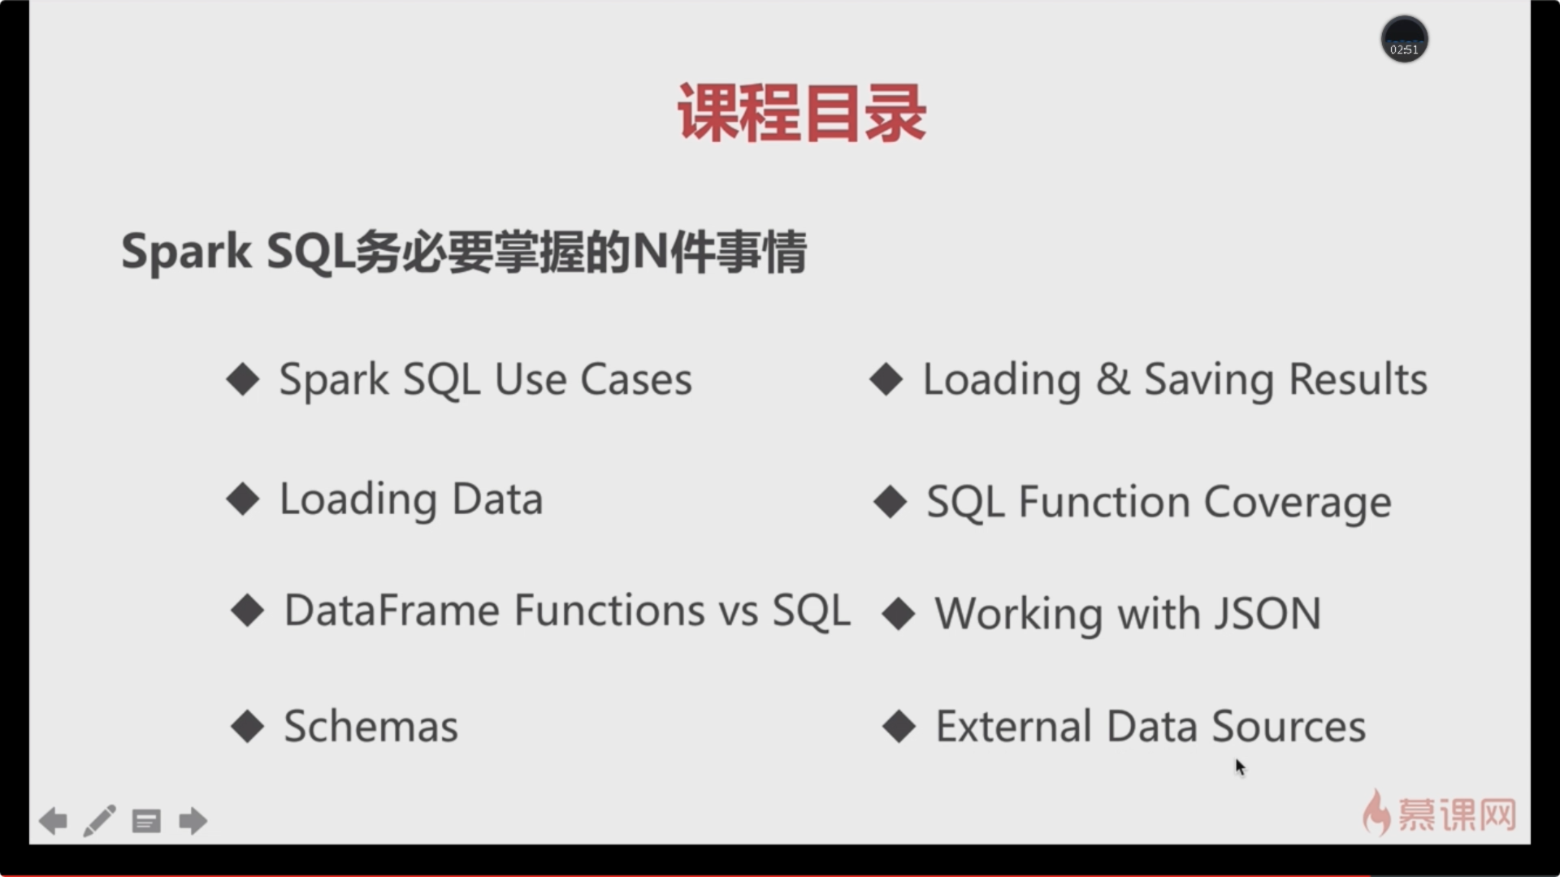 02:51
课程目录
Spark SQL务必要掌握的N件事情
Spark SQL Use Cases
Loading Data
DataFrame Functions vs SQL
Schemas
Loading & Saving Results
SQL Function Coverage
Working with JSON
External Data Sources
慕课网